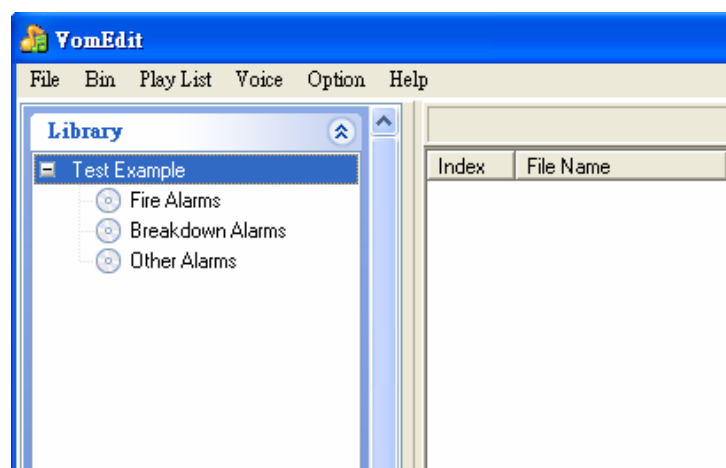 VomEdit
File Bin Play List Voice Option Help
Library
Test Example
Fire Alarms
Breakdown Alarms
Other Alarms
Index File Name